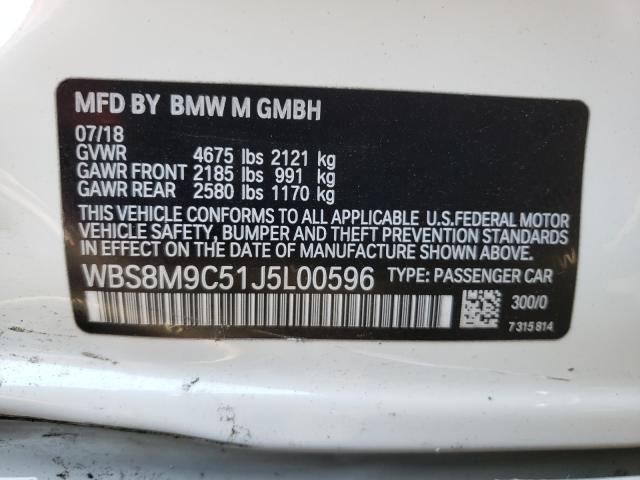 MFD BY BMW M GMBH
07/18
GVWR 4675 lbs 2121 kg
GAWR FRONT 2185 lbs 991 kg
GAWR REAR 2580 lbs 1170 kg
THIS VEHICLE CONFORMS TO ALL APPLICABLE U.S.FEDERAL MOTOR
VEHICLE SAFETY, BUMPER AND THEFT PREVENTION STANDARDS
IN EFFECT ON THE DATE OF MANUFACTURE SHOWN ABOVE.
WBS8M9C51J5L00596 TYPE: PASSENGER CAR
300/0
7 315 814